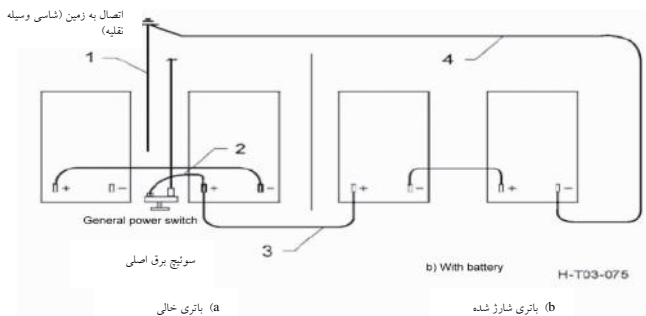 اتصال به زمین (شاسی وسیله
نقلیه)
1
4
2
+
-
+
-
+
-
+
-
General power switch
3
سوئیچ برق اصلی
b) With battery
H-T03-075
a) باتری خالی
b) باتری شارژ شده